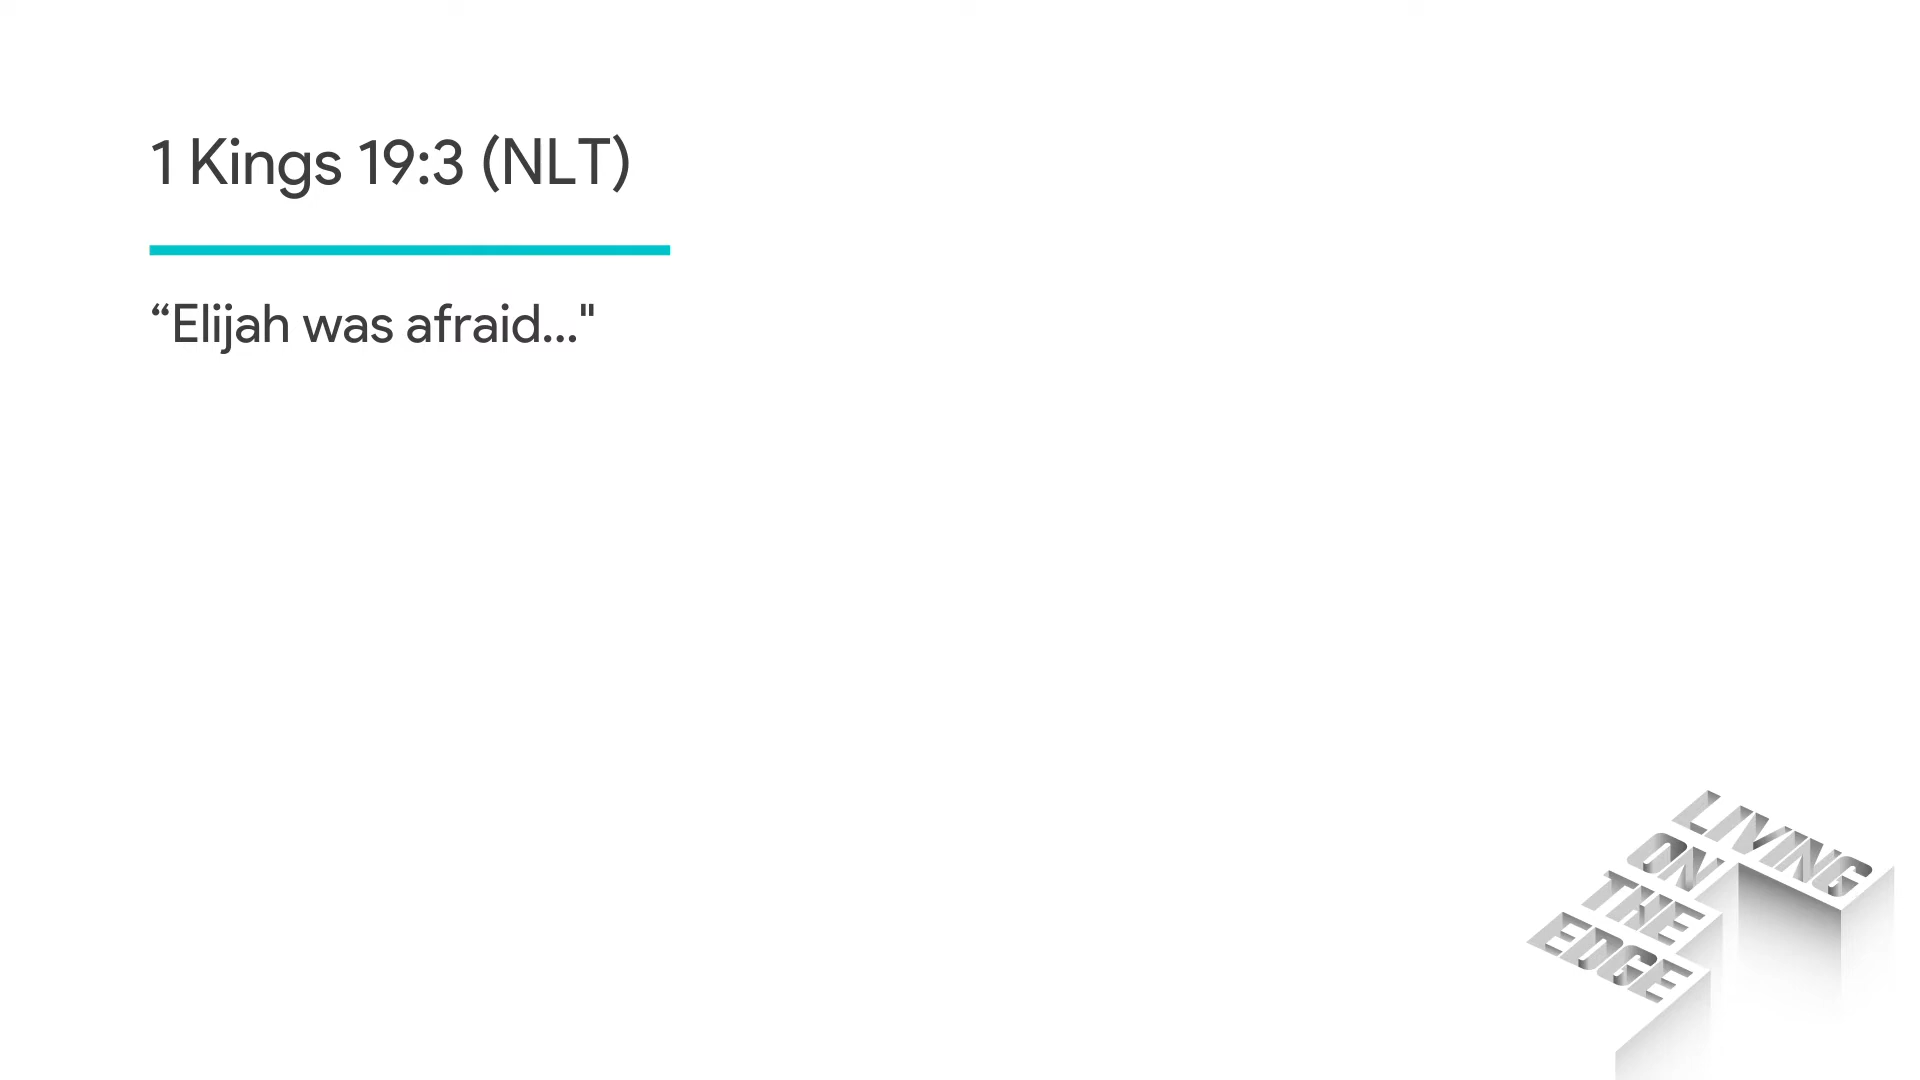 1 Kings 19:3 (NLT)
“Elijah was afraid..."
LIVING
ON
THE
EDGE